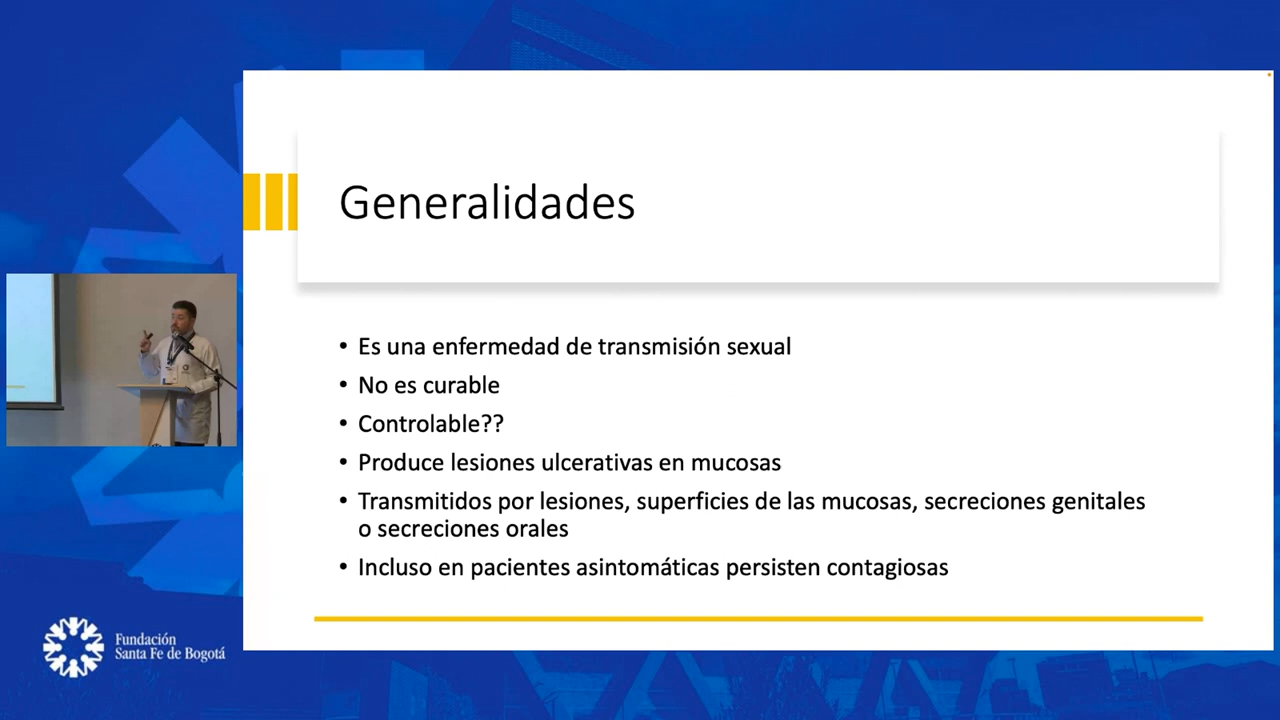 Generalidades
• Es una enfermedad de transmisión sexual
• No es curable
• Controlable??
• Produce lesiones ulcerativas en mucosas
• Transmitidos por lesiones, superficies de las mucosas, secreciones genitales
o secreciones orales
• Incluso en pacientes asintomáticas persisten contagiosas
Fundación
Santa Fe de Bogotá